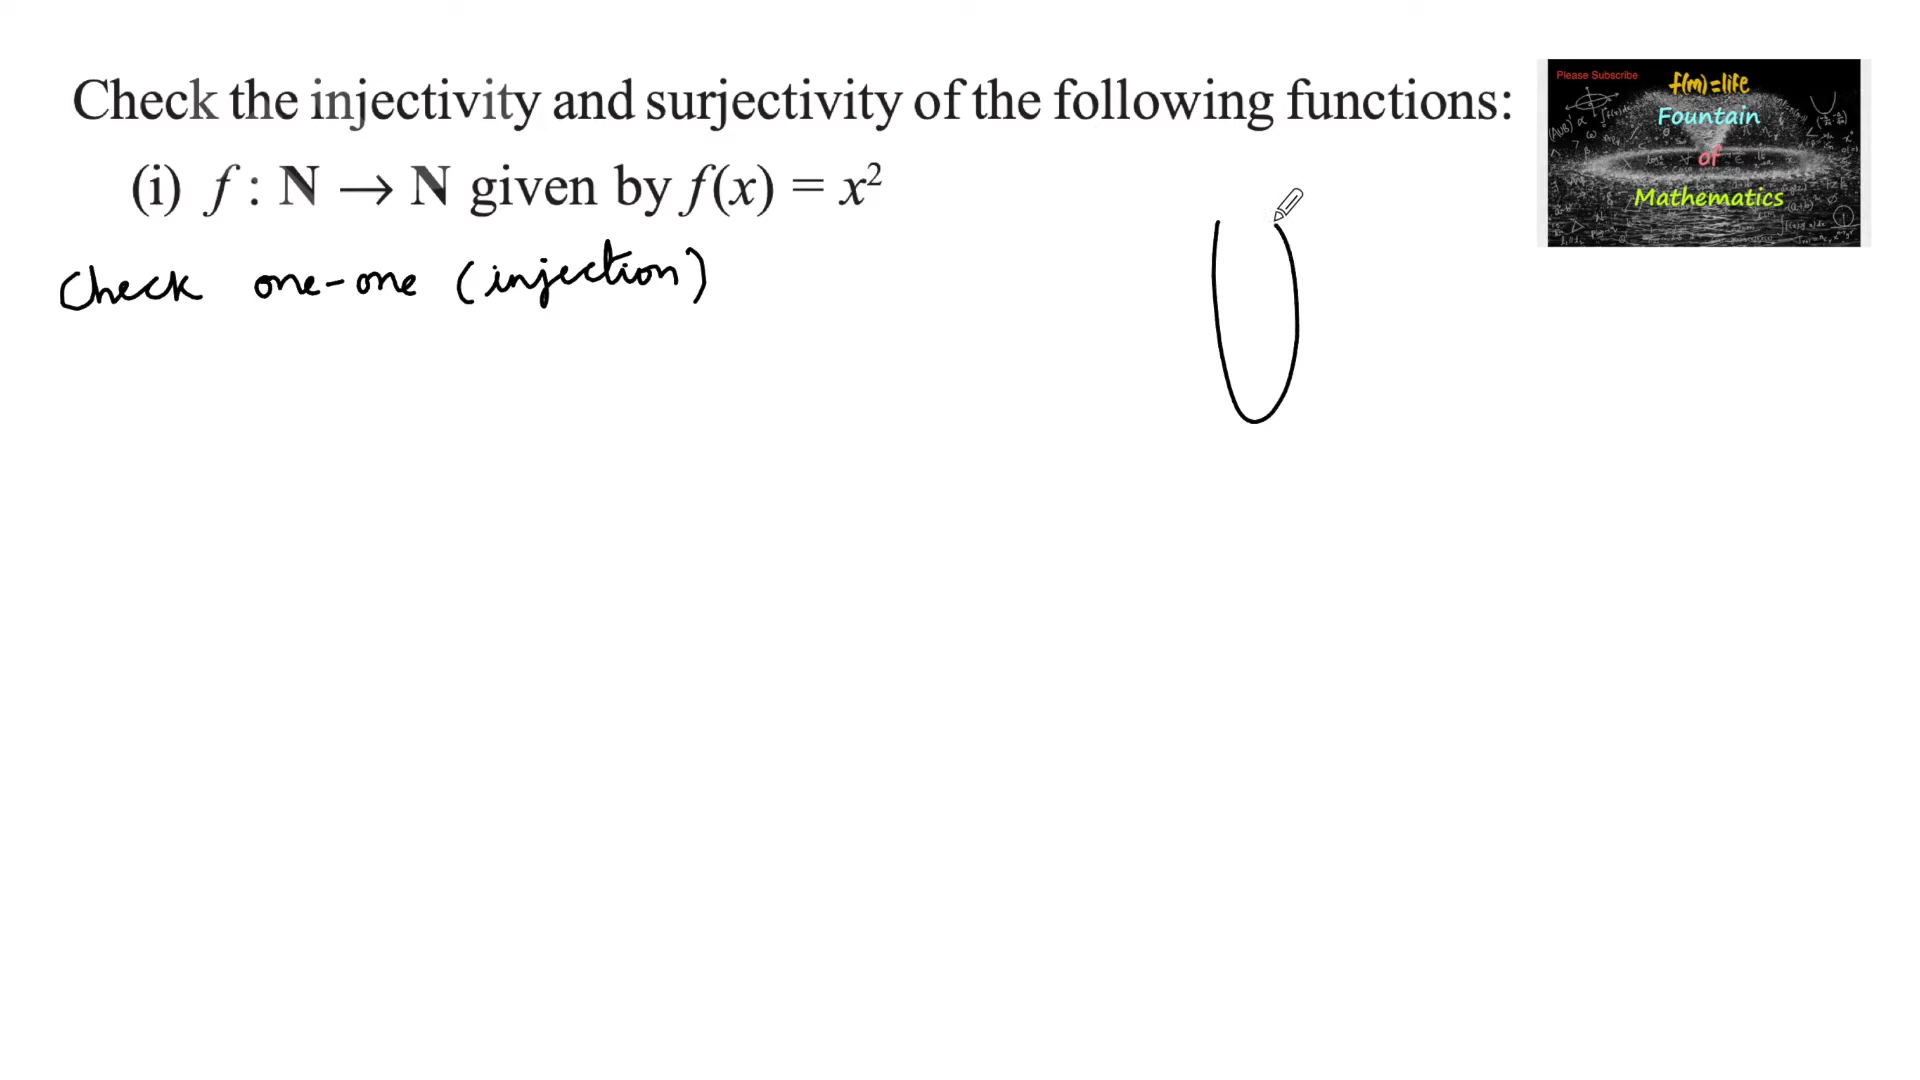 Check the injectivity and surjectivity of the following functions:
(i) f : N → N given by f(x) = x²
Check one-one (injection)
Please Subscribe
f(m)=life
Fountain
of
Mathematics